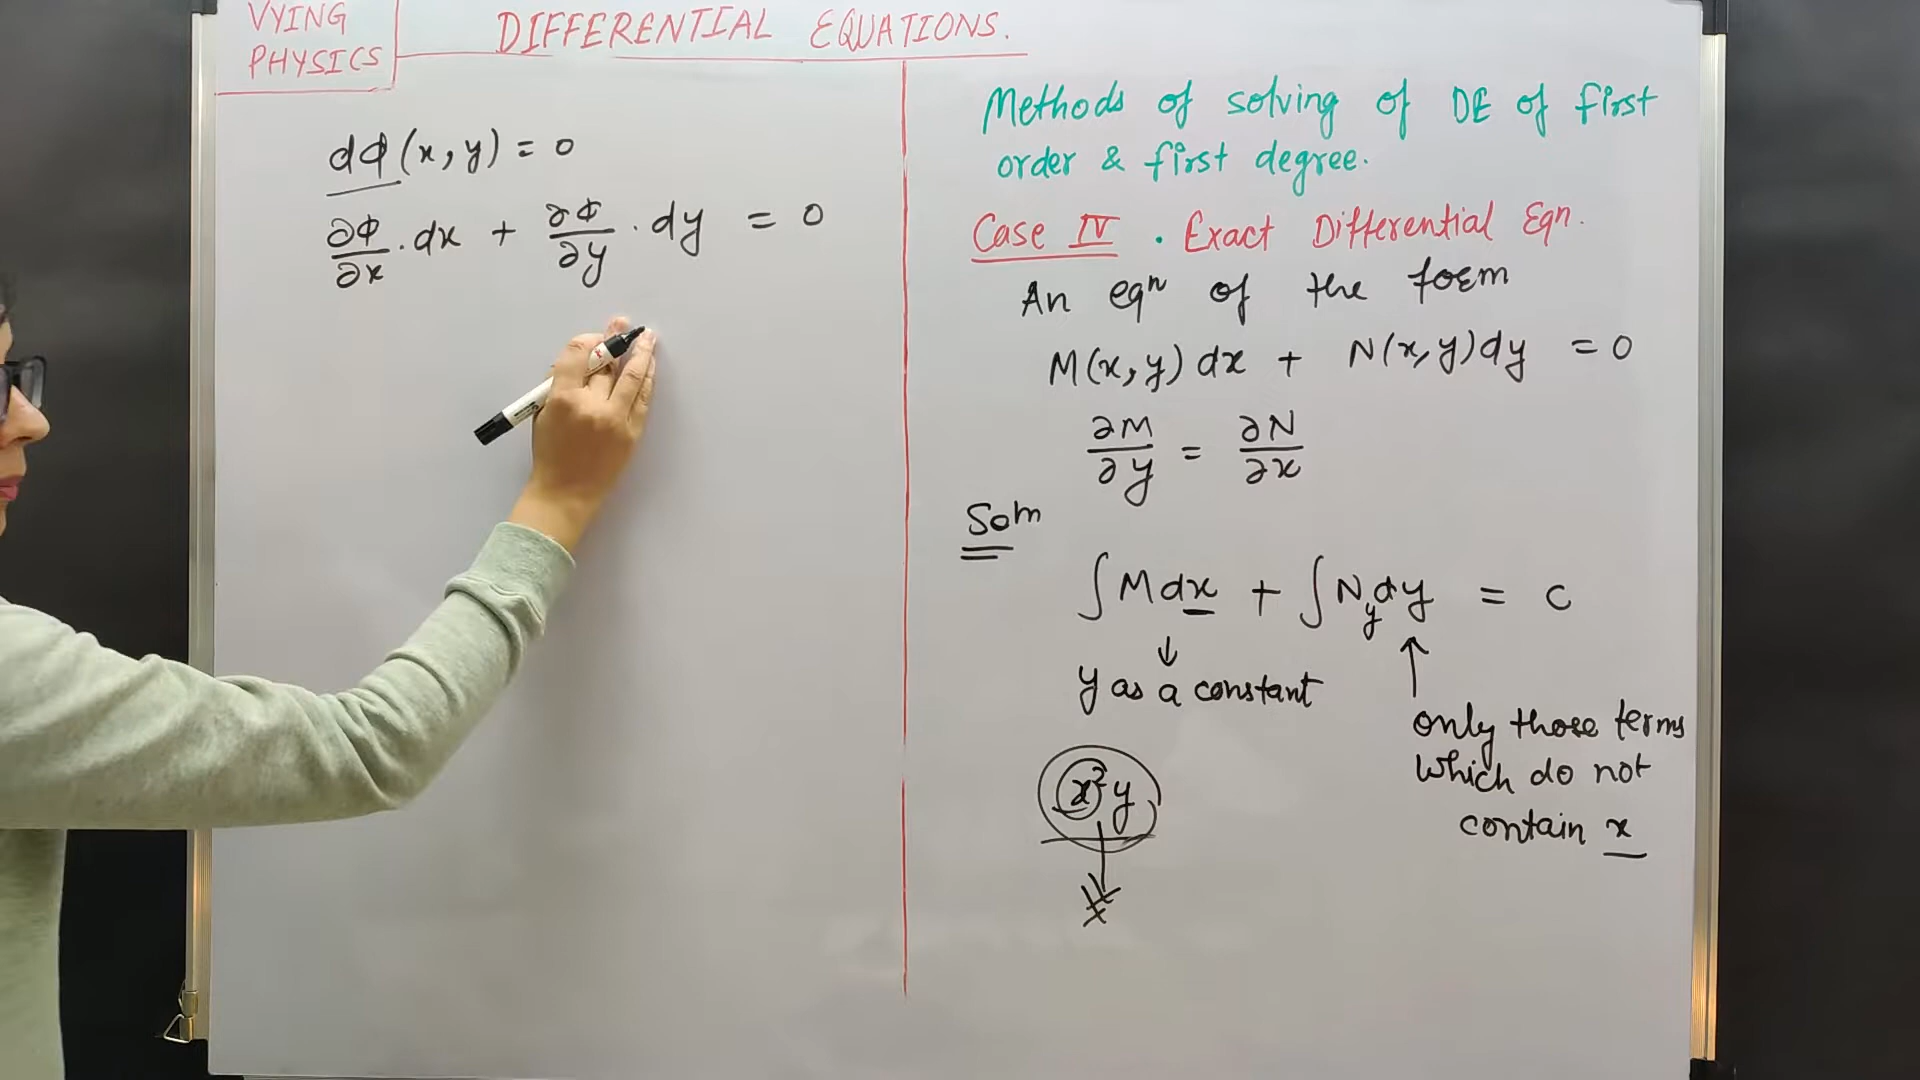 VYING
PHYSICS
DIFFERENTIAL EQUATIONS.
dΦ(x, y) = 0
∂Φ/∂x . dx + ∂Φ/∂y . dy = 0
Methods of solving of DE of first
order & first degree.
Case IV . Exact Differential Eqn.
An eqⁿ of the form
M(x, y) dx + N(x, y) dy = 0
∂M/∂y = ∂N/∂x
Solⁿ
∫Mdx + ∫N_y dy = C
↓
y as a constant
↑
only those terms
which do not
contain x
x²y